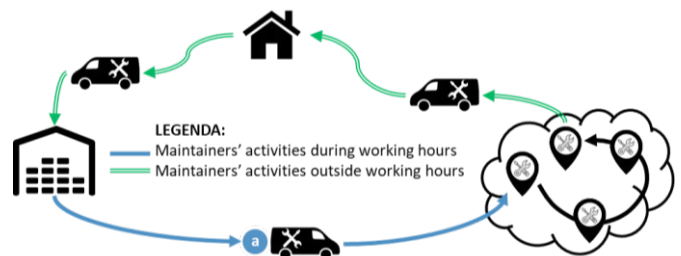 LEGENDA:
Maintainers' activities during working hours
Maintainers' activities outside working hours
a